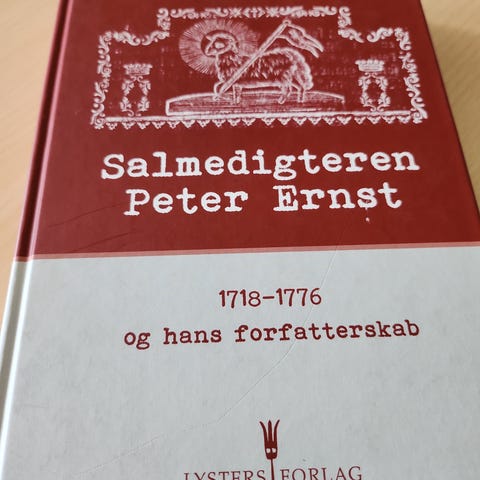 Salmedigteren
Peter Ernst
1718-1776
og hans forfatterskab
LYSTERS FORLAG